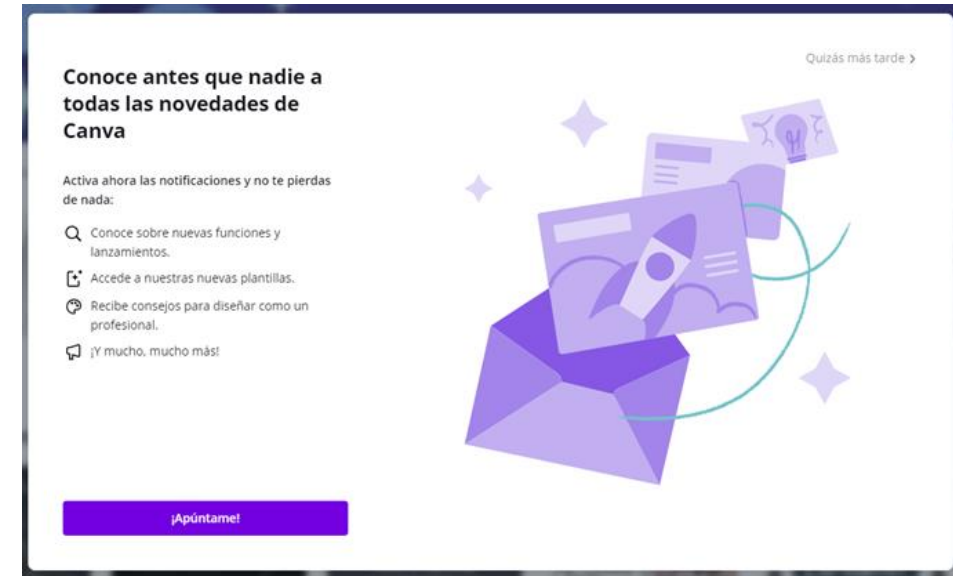 Quizás más tarde >
Conoce antes que nadie a
todas las novedades de
Canva
Activa ahora las notificaciones y no te pierdas
de nada:
Conoce sobre nuevas funciones y
lanzamientos.
Accede a nuestras nuevas plantillas.
Recibe consejos para diseñar como un
profesional.
¡Y mucho, mucho más!
¡Apúntame!